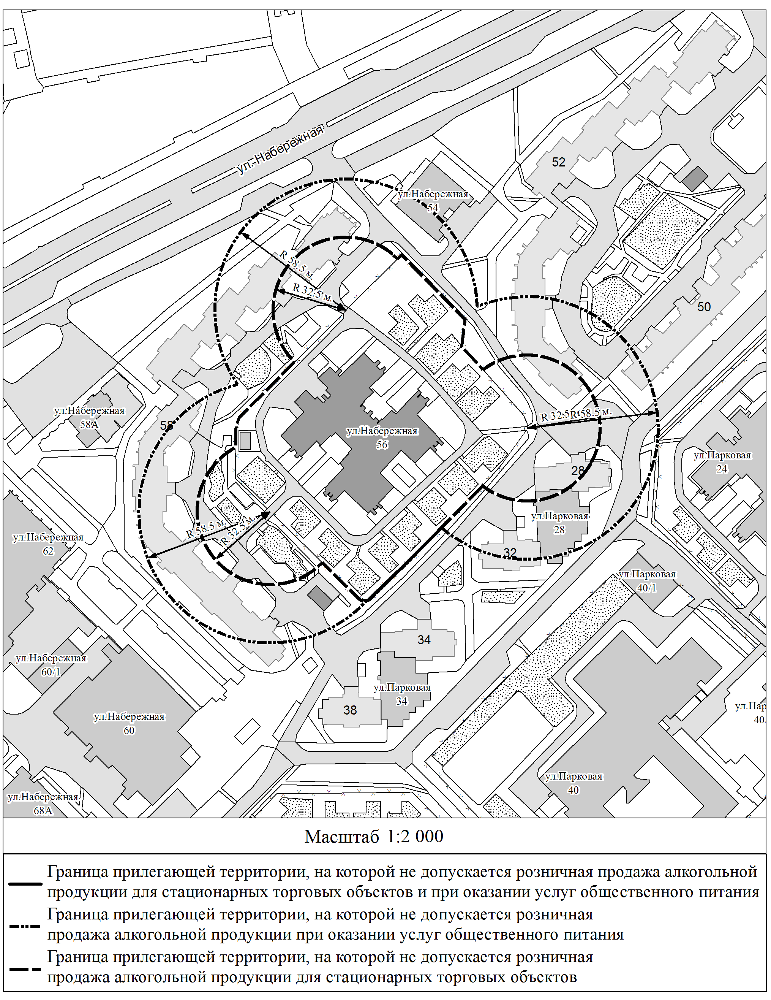 ул. Набережная
52
ул.Набережная
54
R 58.5 м.
R 32.5 м.
50
ул.Набережная
58А
58
R 58.5 м.
ул.Набережная
56
28
ул.Парковая
24
ул.Парковая
28
R 58.5 м.
R 32.5 м.
ул.Набережная
62
32
ул.Парковая
40/1
34
ул.Набережная
60/1
ул.Парковая
34
38
ул.Набережная
60
ул.Парковая
40
ул.Набережная
68А
Масштаб 1:2 000
Граница прилегающей территории, на которой не допускается розничная продажа алкогольной
продукции для стационарных торговых объектов и при оказании услуг общественного питания
Граница прилегающей территории, на которой не допускается розничная
продажа алкогольной продукции при оказании услуг общественного питания
Граница прилегающей территории, на которой не допускается розничная
продажа алкогольной продукции для стационарных торговых объектов